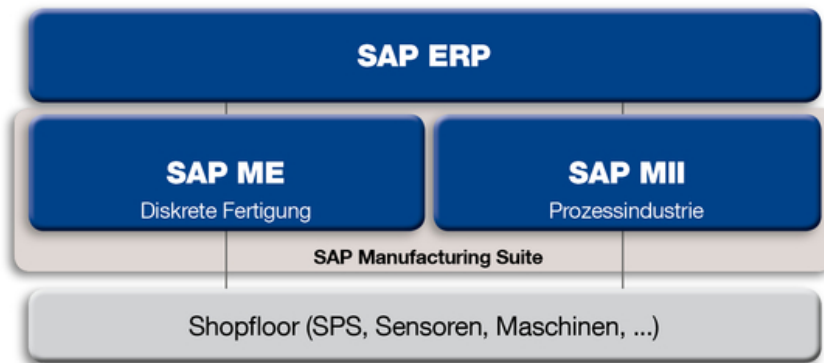 SAP ERP
SAP ME
Diskrete Fertigung
SAP MII
Prozessindustrie
SAP Manufacturing Suite
Shopfloor (SPS, Sensoren, Maschinen, ...)